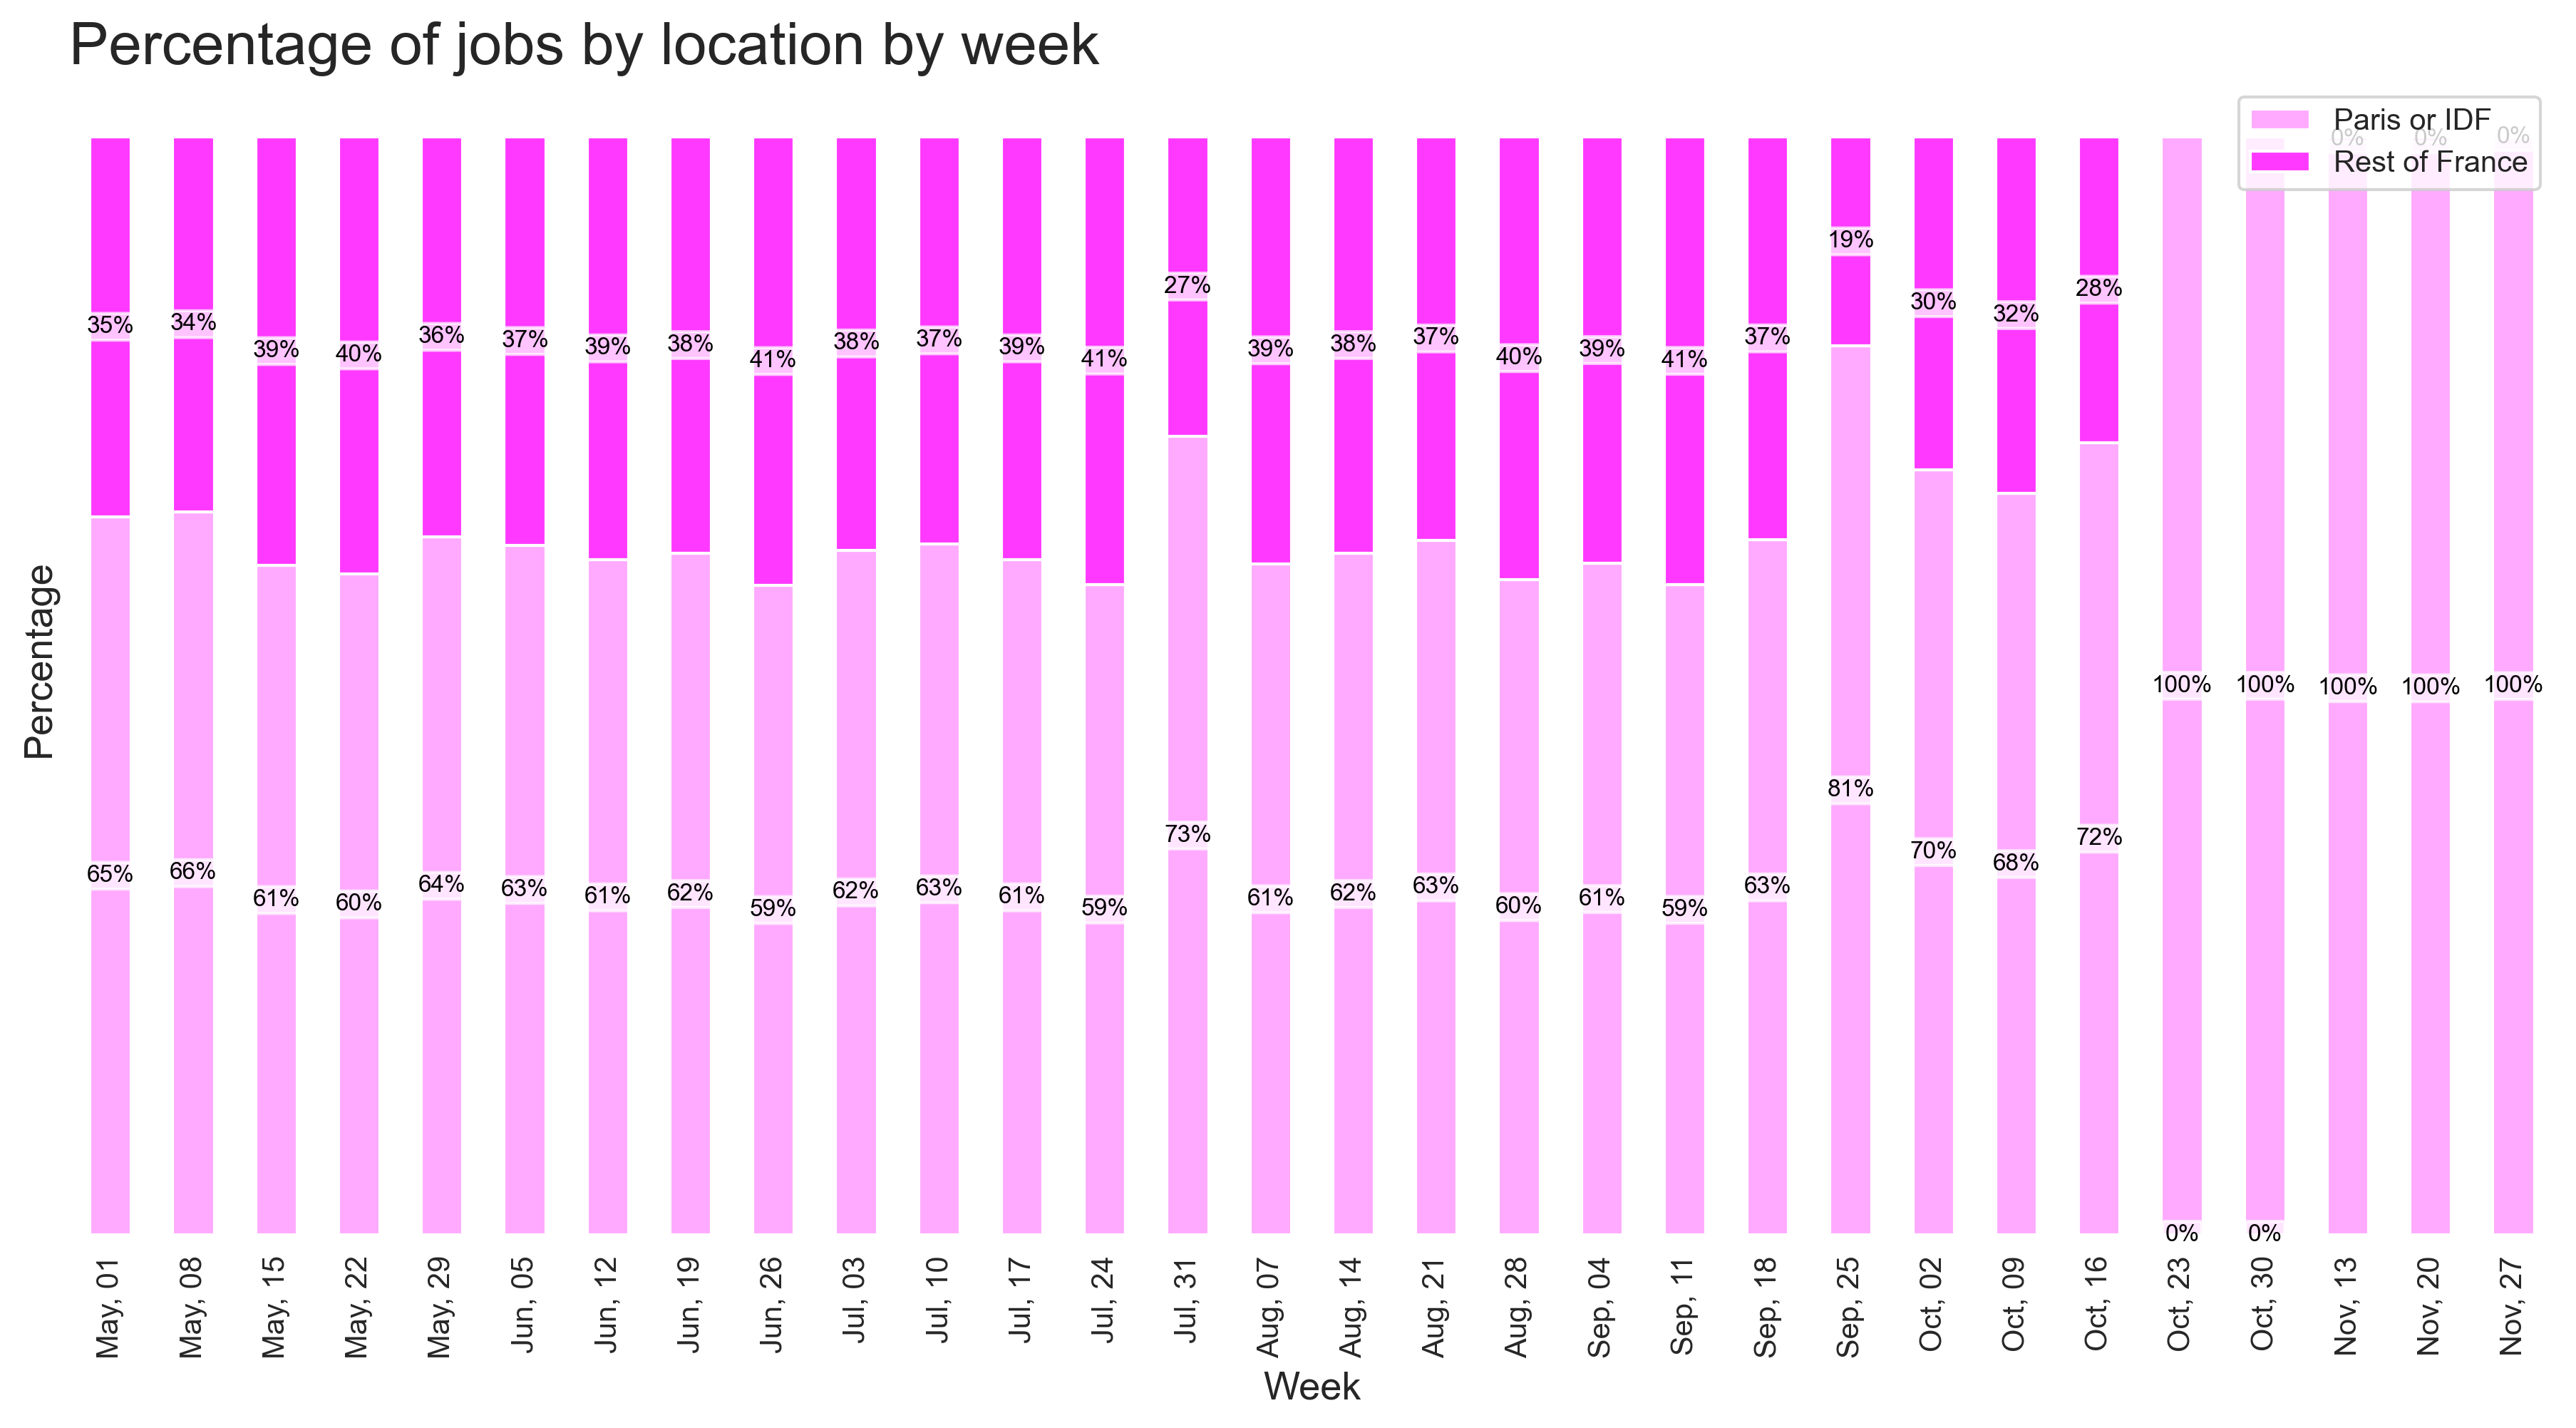 Percentage of jobs by location by week
Paris or IDF
Rest of France
0% 0% 0%
35% 34% 39% 40% 36% 37% 39% 38% 41% 38% 37% 39% 41% 27% 39% 38% 37% 40% 39% 41% 37% 19% 30% 32% 28%
65% 66% 61% 60% 64% 63% 61% 62% 59% 62% 63% 61% 59% 73% 61% 62% 63% 60% 61% 59% 63% 81% 70% 68% 72% 100% 100% 100% 100% 100%
0% 0%
Percentage
May, 01
May, 08
May, 15
May, 22
May, 29
Jun, 05
Jun, 12
Jun, 19
Jun, 26
Jul, 03
Jul, 10
Jul, 17
Jul, 24
Jul, 31
Aug, 07
Aug, 14
Aug, 21
Aug, 28
Sep, 04
Sep, 11
Sep, 18
Sep, 25
Oct, 02
Oct, 09
Oct, 16
Oct, 23
Oct, 30
Nov, 13
Nov, 20
Nov, 27
Week